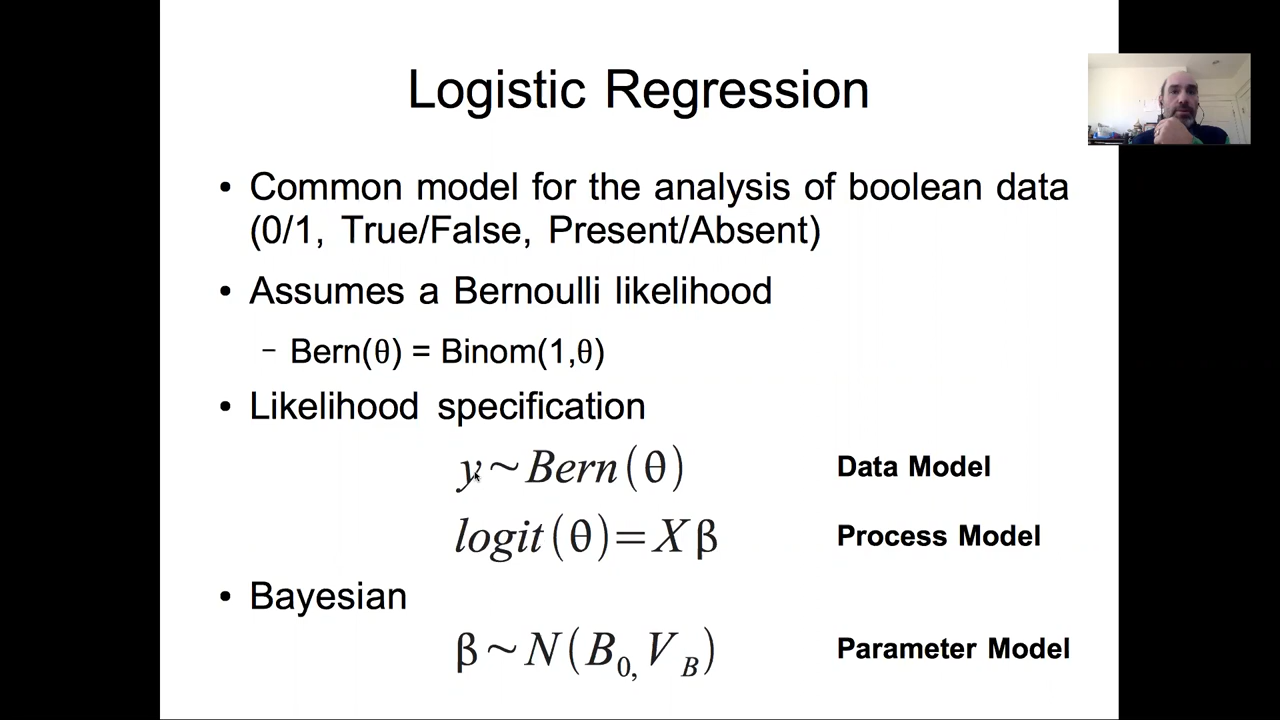 Logistic Regression
• Common model for the analysis of boolean data
(0/1, True/False, Present/Absent)
• Assumes a Bernoulli likelihood
– Bern(θ) = Binom(1,θ)
• Likelihood specification
y ~ Bern(θ) Data Model
logit(θ)=Xβ Process Model
• Bayesian
β ~ N(B₀, V_B) Parameter Model